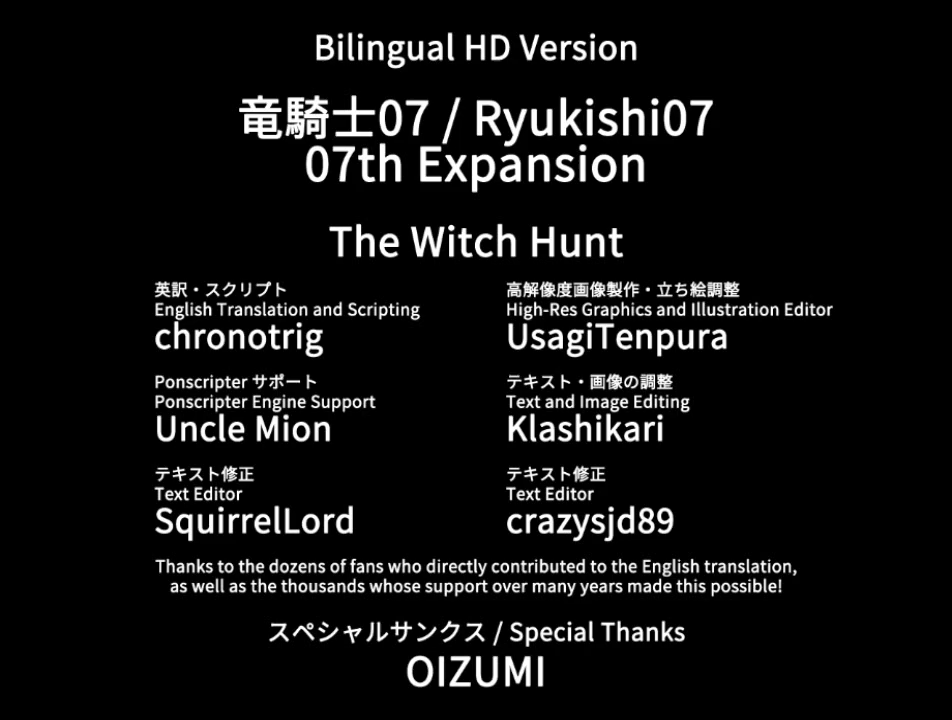 Bilingual HD Version
竜騎士07 / Ryukishi07
07th Expansion
The Witch Hunt
英訳・スクリプト
English Translation and Scripting
chronotrig
高解像度画像製作・立ち絵調整
High-Res Graphics and Illustration Editor
UsagiTenpura
Ponscripter サポート
Ponscripter Engine Support
Uncle Mion
テキスト・画像の調整
Text and Image Editing
Klashikari
テキスト修正
Text Editor
SquirrelLord
テキスト修正
Text Editor
crazysjd89
Thanks to the dozens of fans who directly contributed to the English translation,
as well as the thousands whose support over many years made this possible!
スペシャルサンクス / Special Thanks
OIZUMI